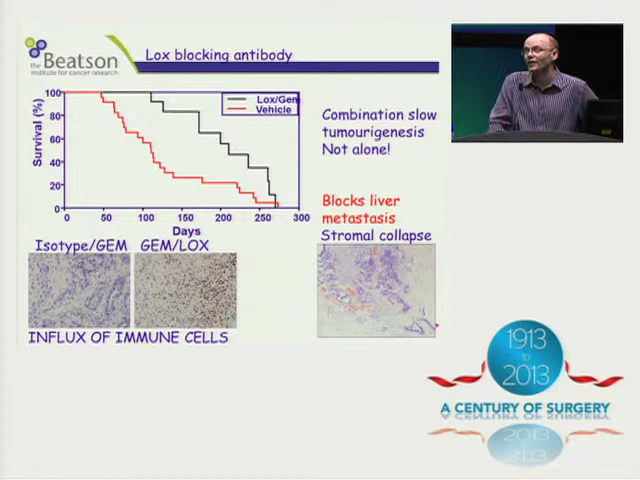 the Beatson
institute for cancer research
Lox blocking antibody
Survival (%)
100
80
60
40
20
0
Lox/Gem
Vehicle
0 50 100 150 200 250 300
Days
Combination slow
tumourigenesis
Not alone!
Blocks liver
metastasis
Stromal collapse
Isotype/GEM GEM/LOX
INFLUX OF IMMUNE CELLS
1913
to
2013
A CENTURY OF SURGERY
2013